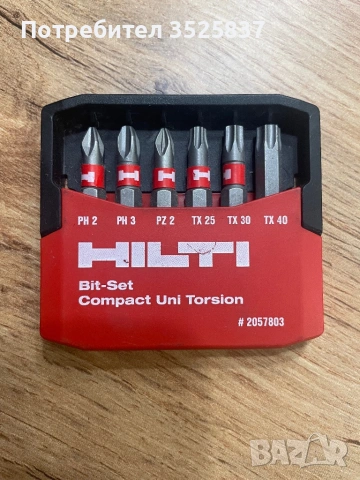 Потребител 3525837
PH 2 PH 3 PZ 2 TX 25 TX 30 TX 40
HILTI
Bit-Set
Compact Uni Torsion
# 2057803
BAZAR